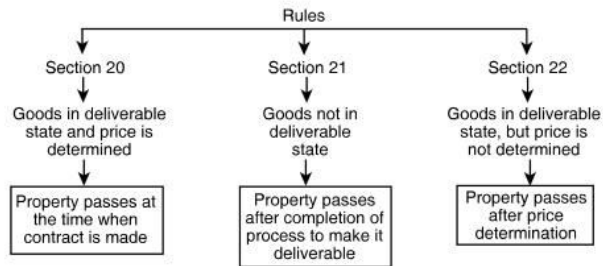 Rules
Section 20
Goods in deliverable
state and price is
determined
Property passes at
the time when
contract is made
Section 21
Goods not in
deliverable
state
Property passes
after completion of
process to make it
deliverable
Section 22
Goods in deliverable
state, but price is
not determined
Property passes
after price
determination